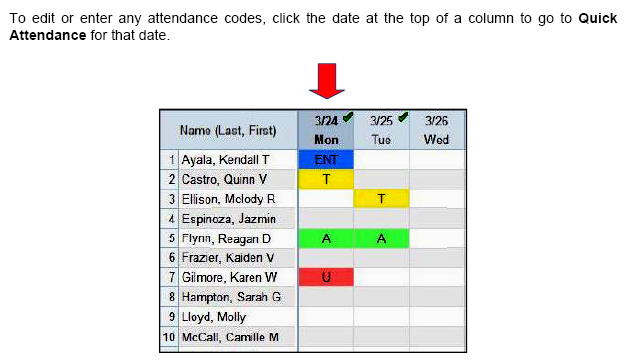 To edit or enter any attendance codes, click the date at the top of a column to go to Quick
Attendance for that date.
Name (Last, First) 3/24 3/25 3/26
Mon Tue Wed
1 Ayala, Kendall T ENT
2 Castro, Quinn V T
3 Ellison, Melody R T
4 Espinoza, Jazmin
5 Flynn, Reagan D A A
6 Frazier, Kaiden V
7 Gilmore, Karen W U
8 Hampton, Sarah G
9 Lloyd, Molly
10 McCall, Camille M